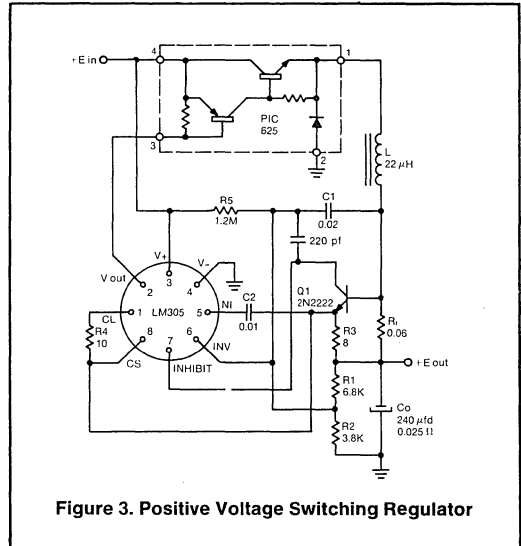 4
1
+E in
PIC
625
3
2
L
22 μH
R5
1.2M
C1
0.02
220 pf
V+
V-
3
V out
2
4
NI
C2
0.01
Q1
2N2222
CL
1
LM305
5
R4
10
8
7
6
INV
CS
INHIBIT
R3
8
R1
6.8K
R2
3.8K
0.06
+E out
Co
240 μfd
0.025 Ω
Figure 3. Positive Voltage Switching Regulator